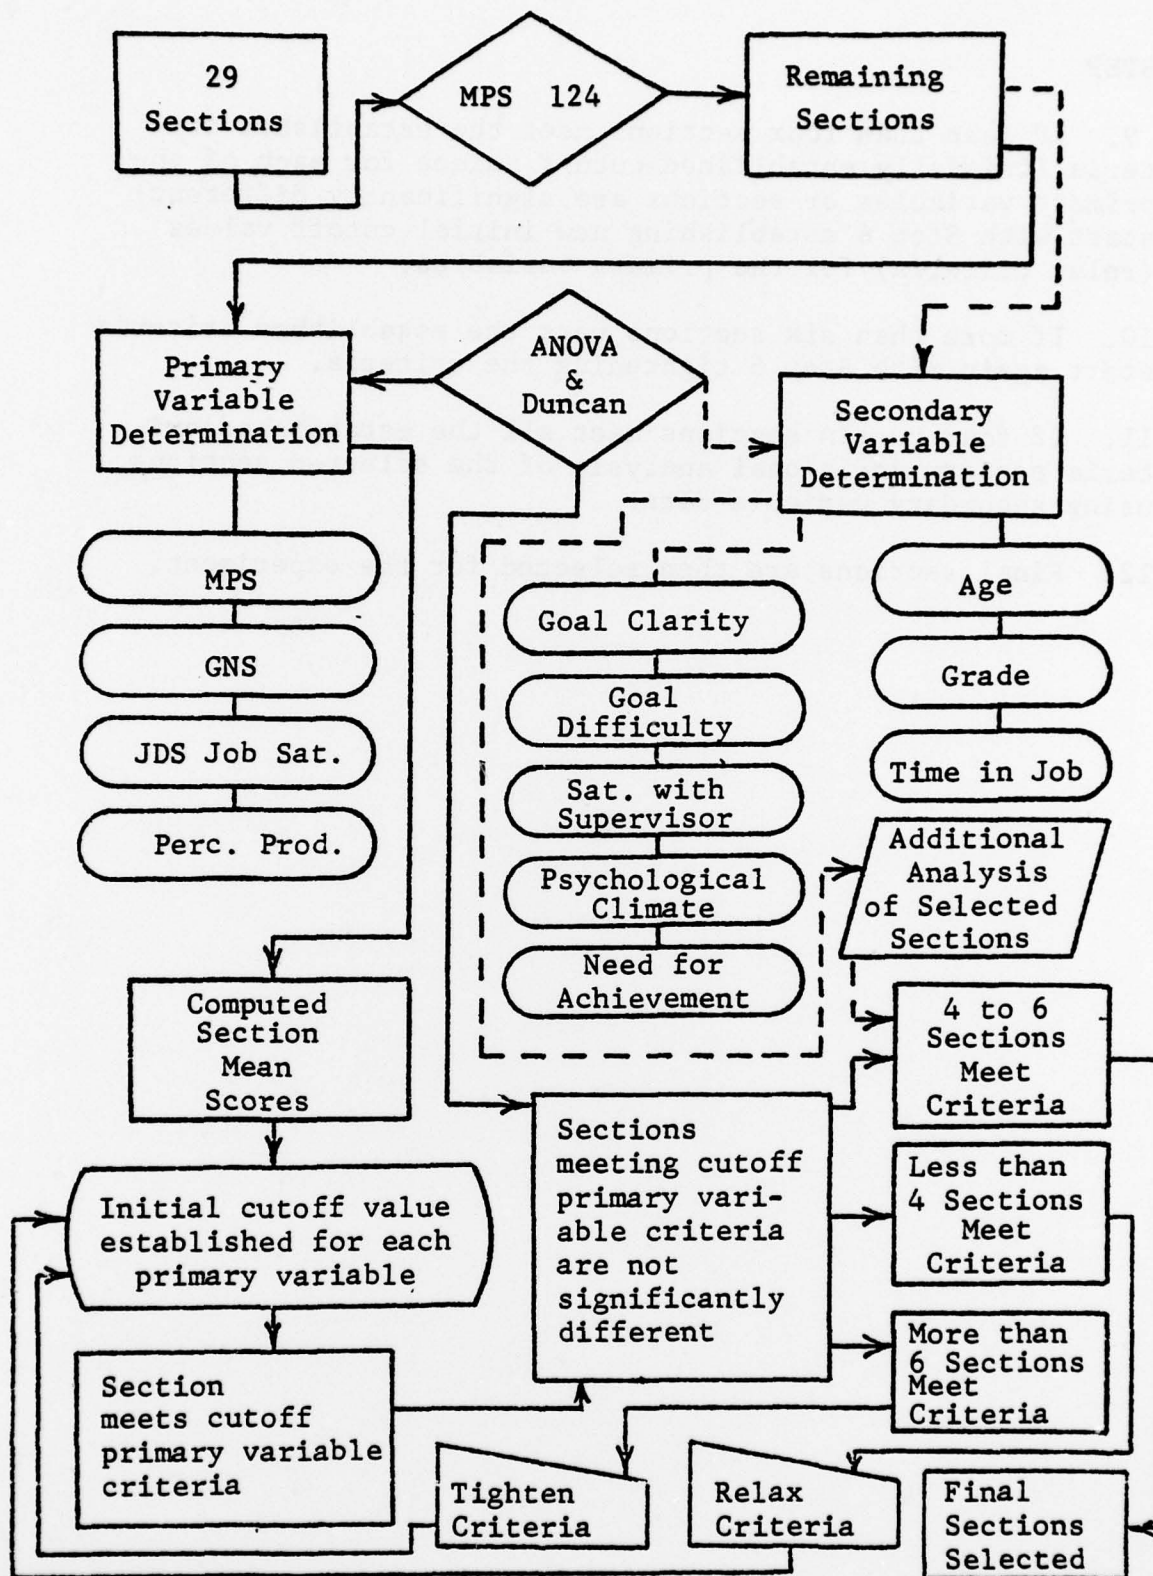 29
Sections
MPS 124
Remaining
Sections
Primary
Variable
Determination
ANOVA
&
Duncan
Secondary
Variable
Determination
MPS
GNS
JDS Job Sat.
Perc. Prod.
Goal Clarity
Goal
Difficulty
Sat. with
Supervisor
Psychological
Climate
Need for
Achievement
Age
Grade
Time in Job
Additional
Analysis
of Selected
Sections
Computed
Section
Mean
Scores
4 to 6
Sections
Meet
Criteria
Sections
meeting cutoff
primary vari-
able criteria
are not
significantly
different
Less than
4 Sections
Meet
Criteria
Initial cutoff value
established for each
primary variable
More than
6 Sections
Meet
Criteria
Section
meets cutoff
primary variable
criteria
Tighten
Criteria
Relax
Criteria
Final
Sections
Selected